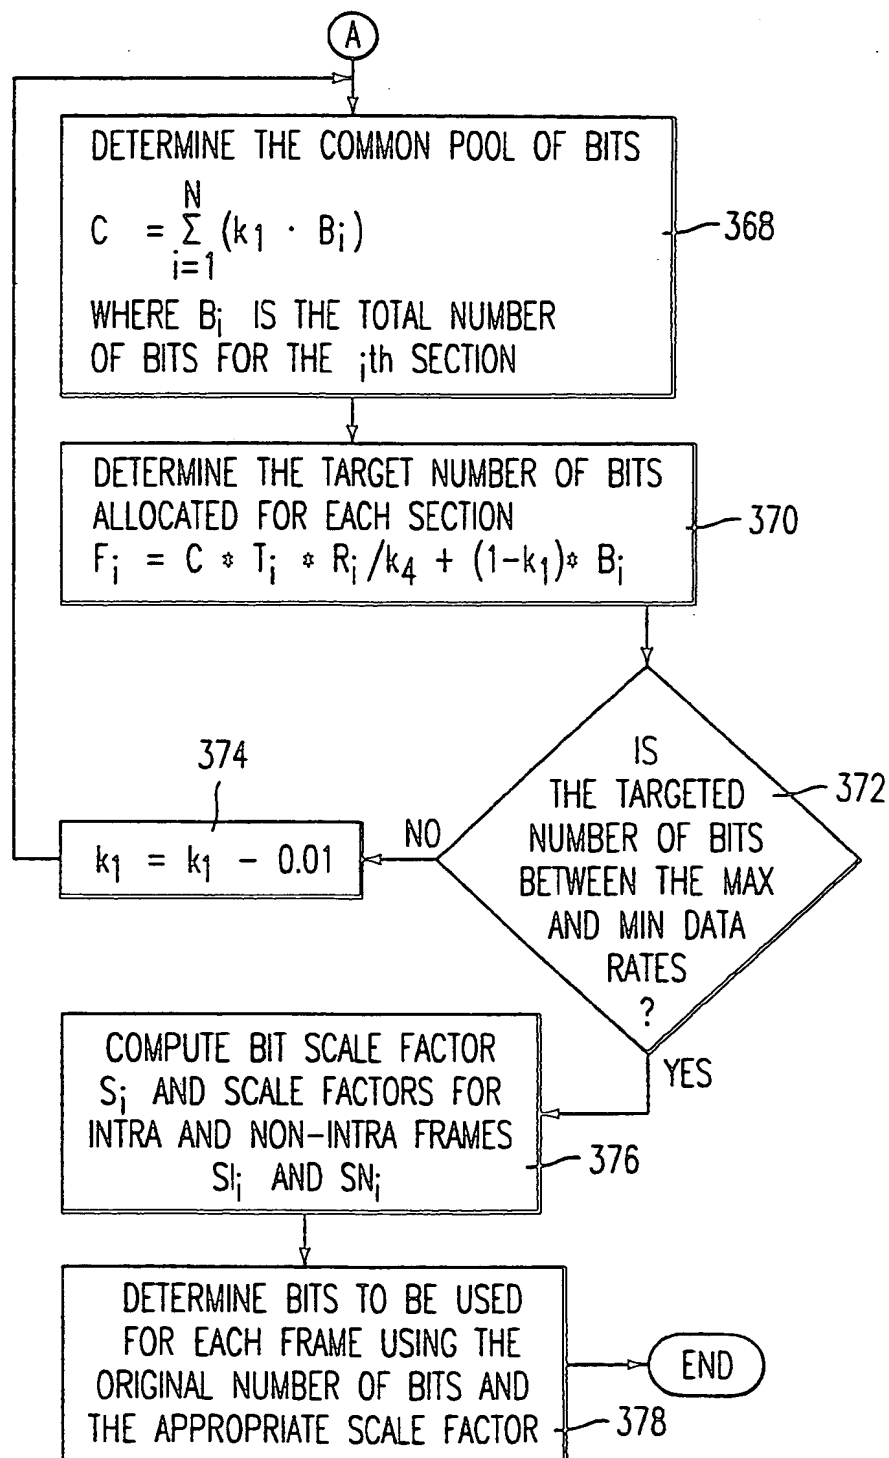 A
DETERMINE THE COMMON POOL OF BITS
N
C = Σ (k1 · Bi)
i=1
WHERE Bi IS THE TOTAL NUMBER
OF BITS FOR THE ith SECTION
368
DETERMINE THE TARGET NUMBER OF BITS
ALLOCATED FOR EACH SECTION
Fi = C * Ti * Ri/k4 + (1-k1)* Bi
370
IS
THE TARGETED
NUMBER OF BITS
BETWEEN THE MAX
AND MIN DATA
RATES
?
372
374
NO
k1 = k1 - 0.01
YES
COMPUTE BIT SCALE FACTOR
Si AND SCALE FACTORS FOR
INTRA AND NON-INTRA FRAMES
SIi AND SNi
376
DETERMINE BITS TO BE USED
FOR EACH FRAME USING THE
ORIGINAL NUMBER OF BITS AND
THE APPROPRIATE SCALE FACTOR
378
END